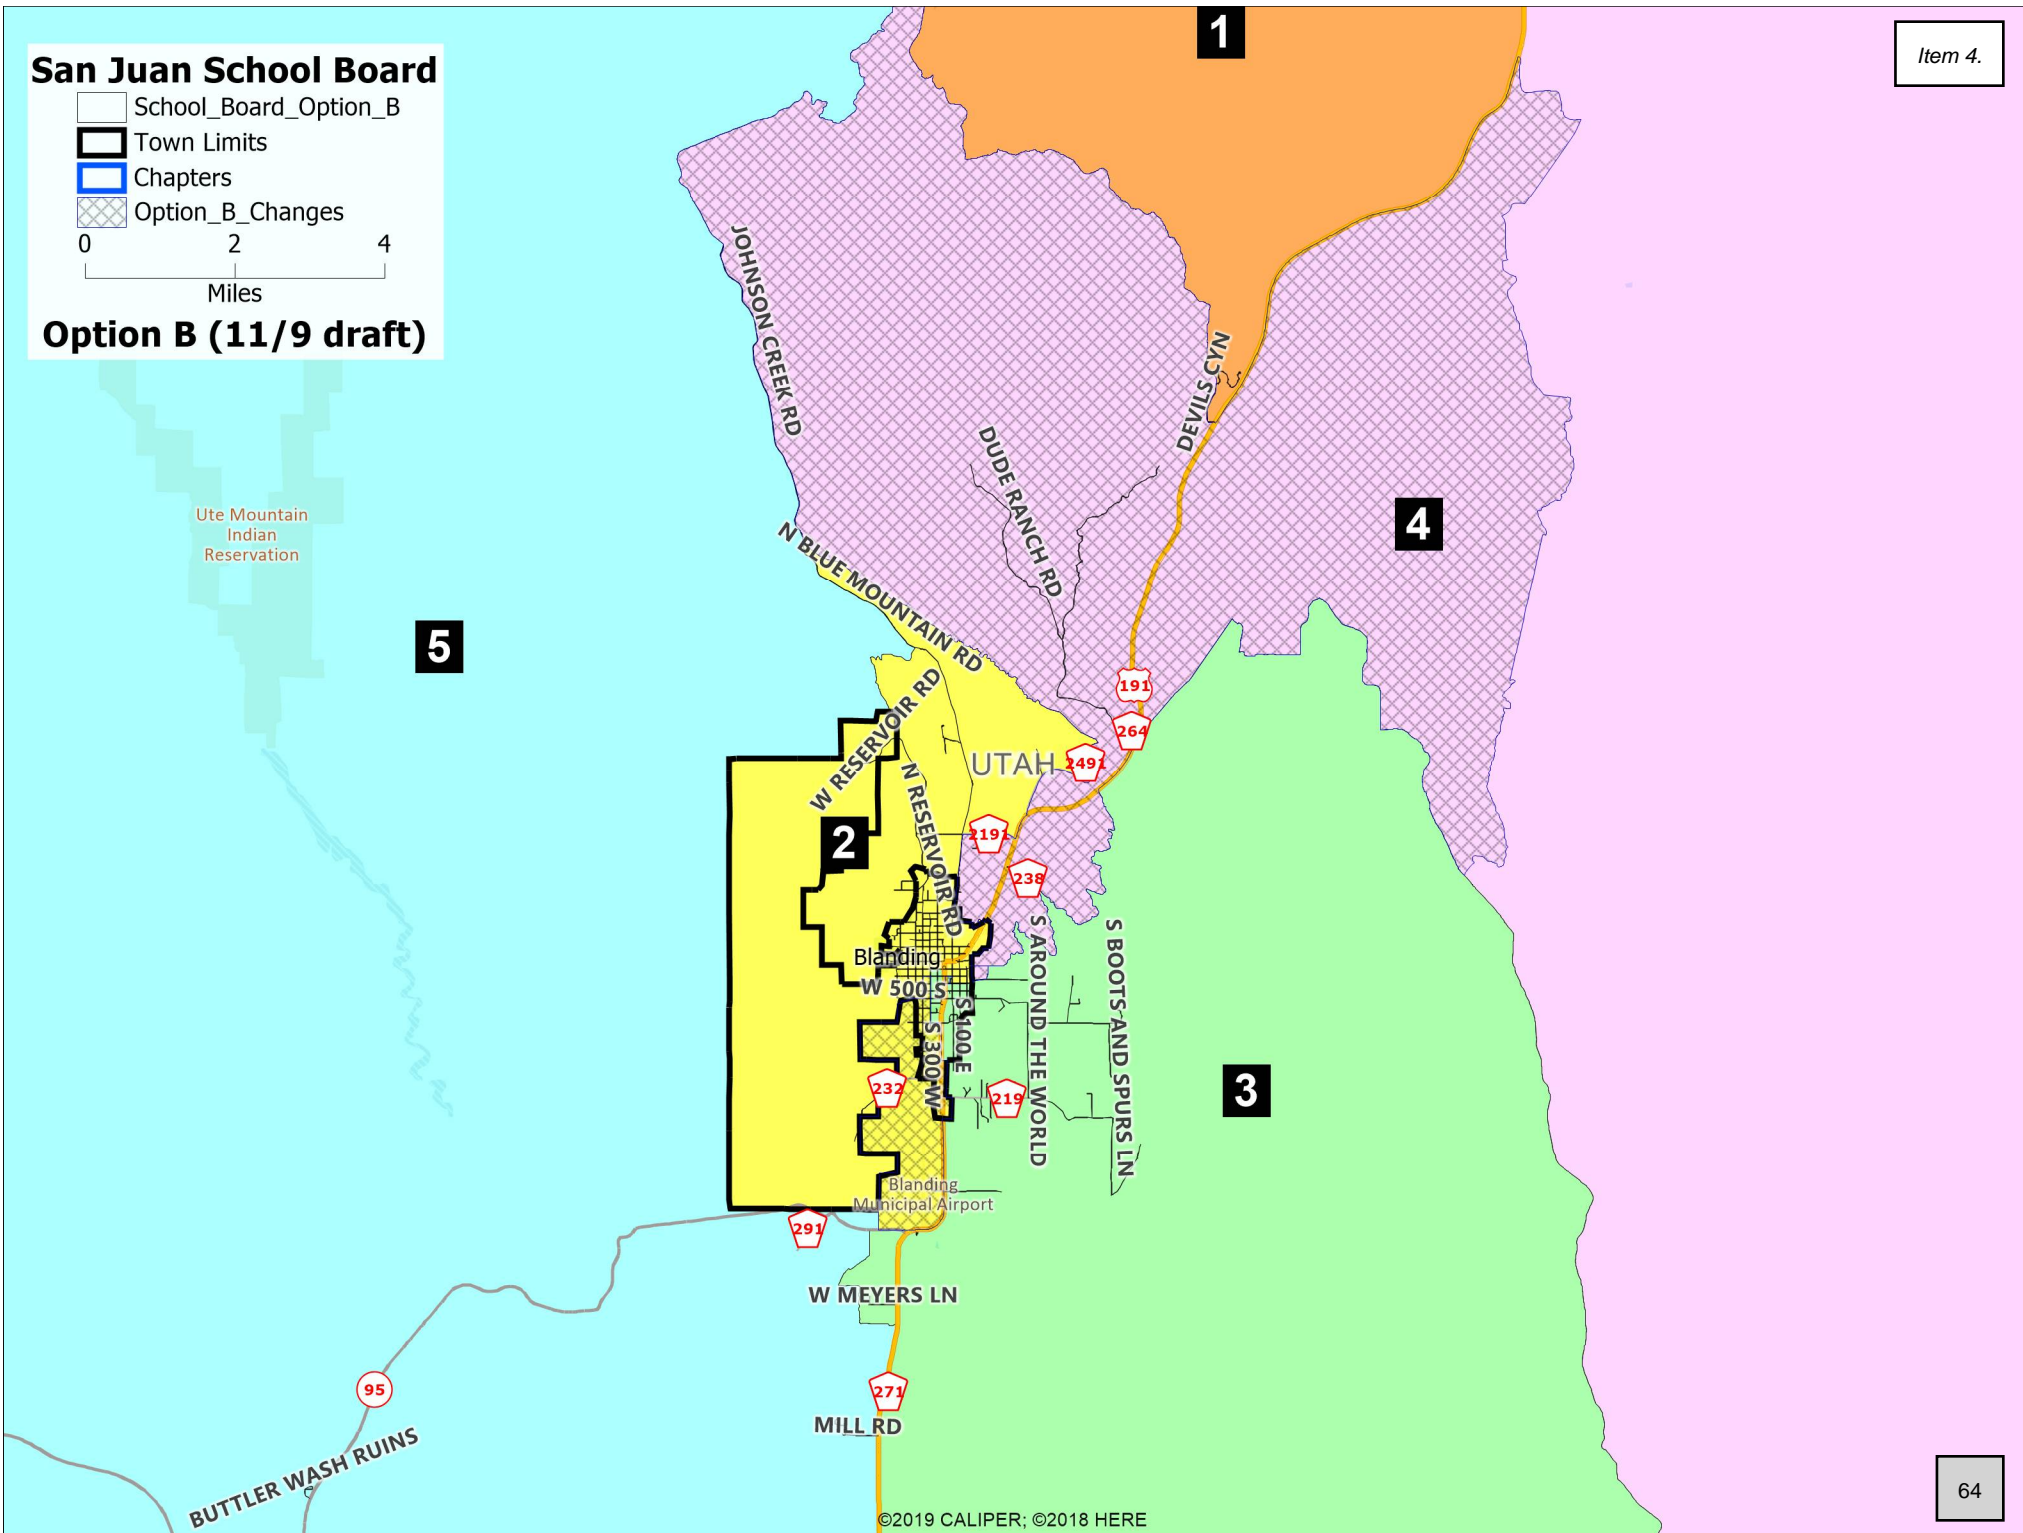 1
Item 4.
San Juan School Board
School_Board_Option_B
Town Limits
Chapters
Option_B_Changes
0 2 4
Miles
Option B (11/9 draft)
JOHNSON CREEK RD
DEVILS CYN
DUDE RANCH RD
4
Ute Mountain
Indian
Reservation
N BLUE MOUNTAIN RD
5
191
W RESERVOIR RD
264
UTAH
2491
N RESERVOIR RD
2191
2
238
Blanding
W 500 S
S AROUND THE WORLD
S BOOTS AND SPURS LN
S 100 E
S 300 W
232
219
3
Blanding
Municipal Airport
291
W MEYERS LN
95
271
MILL RD
BUTTLER WASH RUINS
64
©2019 CALIPER; ©2018 HERE